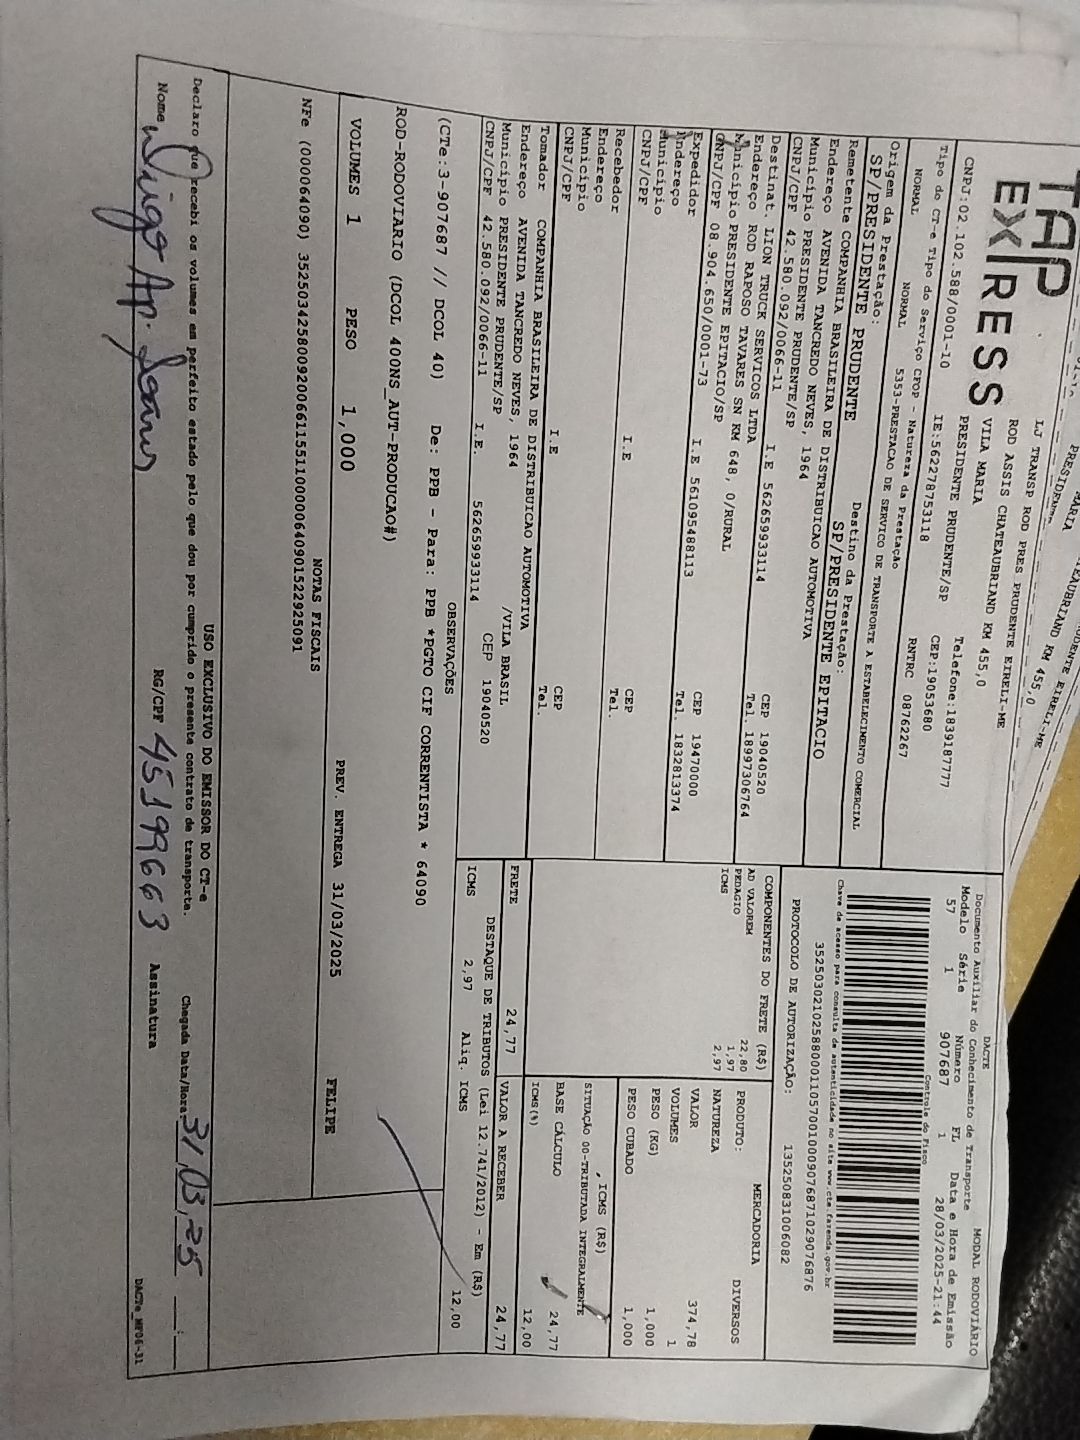 TAP
EXPRESS
LJ TRANSP ROD PRES PRUDENTE EIRELI-ME
ROD ASSIS CHATEAUBRIAND KM 455,0
VILA MARIA
PRESIDENTE PRUDENTE/SP
Telefone:1839187777
CNPJ:02.102.588/0001-10
IE:562278753118
CEP:19053680
Tipo do CT-e Tipo do Serviço CFOP - Natureza da Prestação
RNTRC 08762267
NORMAL NORMAL 5353-PRESTACAO DE SERVICO DE TRANSPORTE A ESTABELECIMENTO COMERCIAL
Origem da Prestação: Destino da Prestação:
SP/PRESIDENTE PRUDENTE SP/PRESIDENTE EPITACIO
Remetente COMPANHIA BRASILEIRA DE DISTRIBUICAO AUTOMOTIVA
Endereço AVENIDA TANCREDO NEVES, 1964
Município PRESIDENTE PRUDENTE/SP CEP 19040520
CNPJ/CPF 42.580.092/0066-11 I.E 562659933114 Tel. 18997306764
Destinat. LION TRUCK SERVICOS LTDA
Endereço ROD RAPOSO TAVARES SN KM 648, 0/RURAL
Município PRESIDENTE EPITACIO/SP CEP 19470000
CNPJ/CPF 08.904.650/0001-73 I.E 561095488113 Tel. 1832813374
Expedidor
Endereço
Município CEP
CNPJ/CPF I.E Tel.
Recebedor
Endereço
Município CEP
CNPJ/CPF I.E Tel.
Tomador COMPANHIA BRASILEIRA DE DISTRIBUICAO AUTOMOTIVA
Endereço AVENIDA TANCREDO NEVES, 1964 /VILA BRASIL
Município PRESIDENTE PRUDENTE/SP CEP 19040520
CNPJ/CPF 42.580.092/0066-11 I.E. 562659933114
DACTE MODAL RODOVIÁRIO
Documento Auxiliar do Conhecimento de Transporte
Modelo Série Número FL Data e Hora de Emissão
57 1 907687 1 28/03/2025-21:44
Controle do Fisco
Chave de acesso para consulta de autenticidade no site www.cte.fazenda.gov.br
35250302102588000110570010009076871029076876
PROTOCOLO DE AUTORIZAÇÃO: 135250831006082
COMPONENTES DO FRETE (R$)
AD VALOREM 22,80
PEDAGIO 1,97
ICMS 2,97
PRODUTO: MERCADORIA
NATUREZA DIVERSOS
VALOR 374,78
VOLUMES 1
PESO (KG) 1,000
PESO CUBADO 1,000
ICMS (R$)
SITUAÇÃO 00-TRIBUTADA INTEGRALMENTE
BASE CÁLCULO 24,77
ICMS(%) 12,00
FRETE 24,77 VALOR A RECEBER 24,77
DESTAQUE DE TRIBUTOS (Lei 12.741/2012) - Em (R$)
ICMS 2,97 Aliq. ICMS 12,00
OBSERVAÇÕES
(CTe:3-907687 // DCOL 40) De: PPB - Para: PPB *PGTO CIF CORRENTISTA * 64090
ROD-RODOVIARIO (DCOL 400NS_AUT-PRODUCAO#)
VOLUMES 1 PESO 1,000 PREV. ENTREGA 31/03/2025 FELIPE
NOTAS FISCAIS
NFe (000064090) 35250342580092006611551100000640901522925091
USO EXCLUSIVO DO EMISSOR DO CT-e
Declaro que recebi os volumes em perfeito estado pelo que dou por cumprido o presente contrato de transporte. Chegada Data/Hora: 31/03/25 __:__
Nome RG/CPF 45199663 Assinatura
DACTe_MP06-31